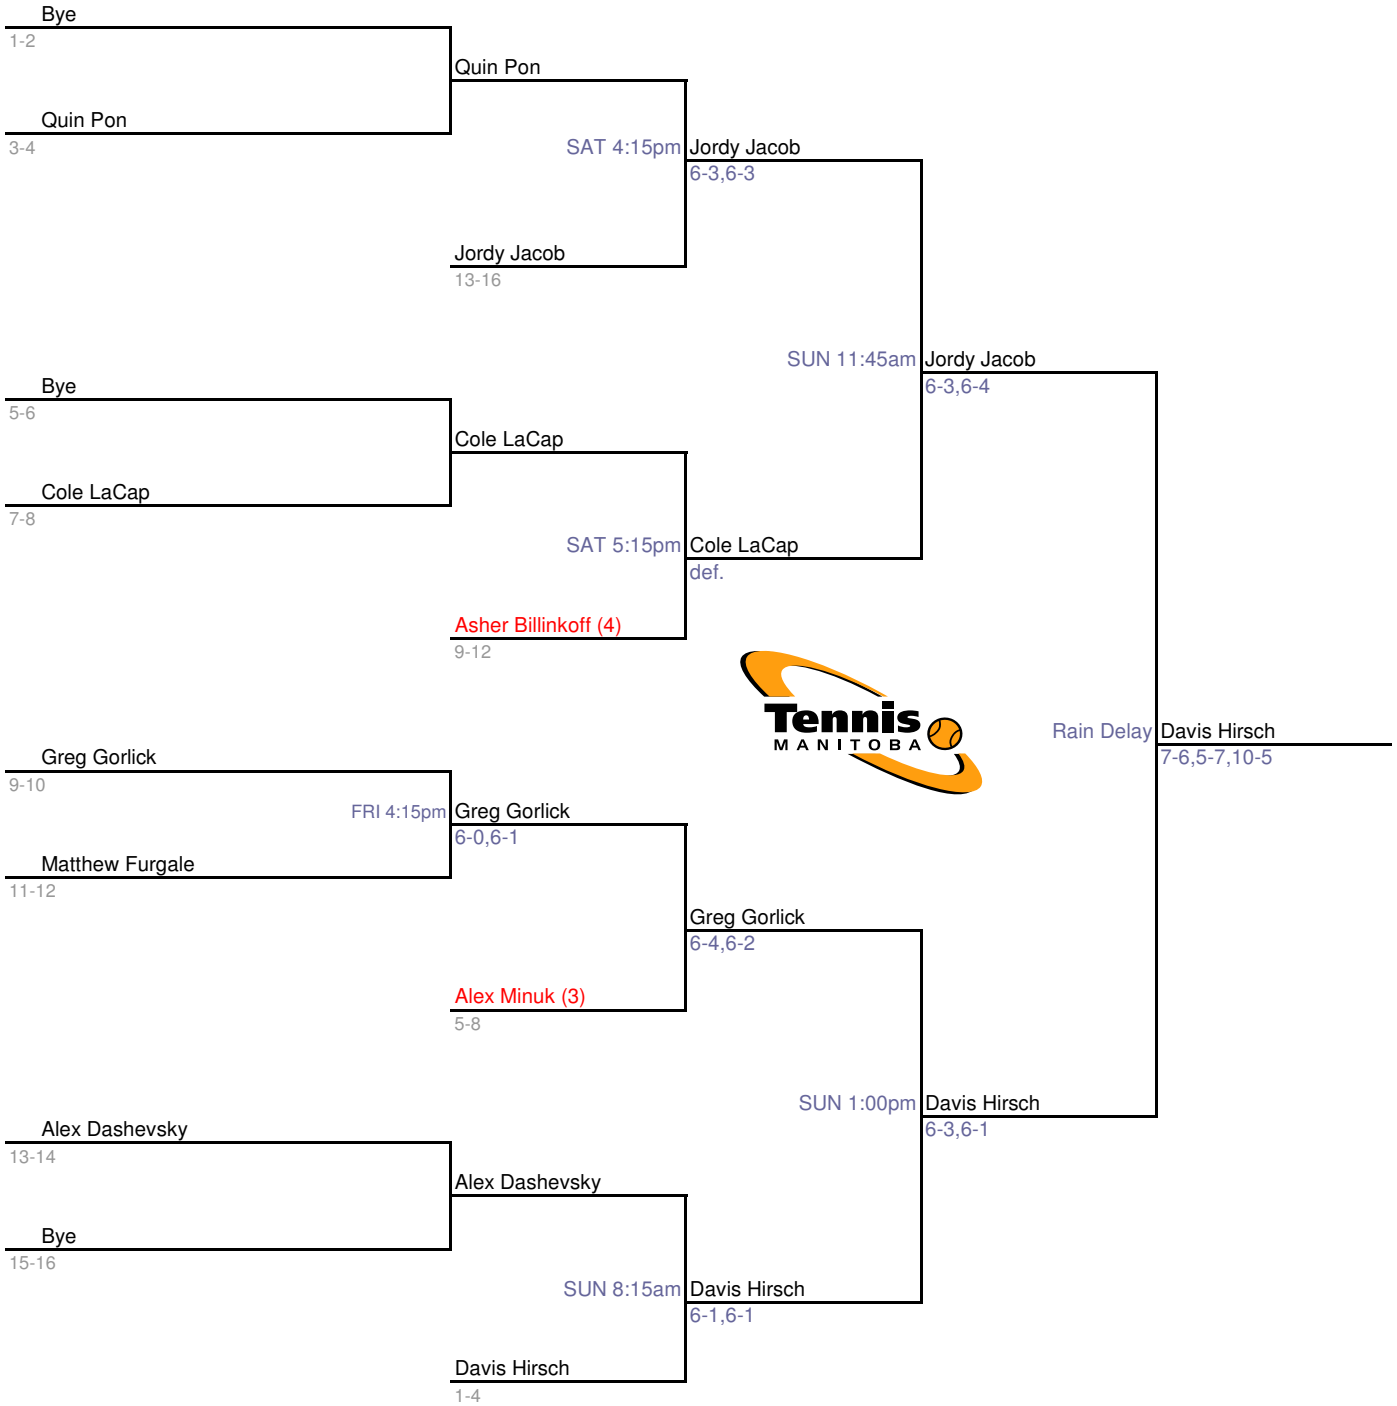 Bye
1-2
Quin Pon
Quin Pon
3-4
SAT 4:15pm Jordy Jacob
6-3,6-3
Jordy Jacob
13-16
SUN 11:45am Jordy Jacob
6-3,6-4
Bye
5-6
Cole LaCap
Cole LaCap
7-8
SAT 5:15pm Cole LaCap
def.
Asher Billinkoff (4)
9-12
Tennis
MANITOBA
Rain Delay Davis Hirsch
7-6,5-7,10-5
Greg Gorlick
9-10
FRI 4:15pm Greg Gorlick
6-0,6-1
Matthew Furgale
11-12
Greg Gorlick
6-4,6-2
Alex Minuk (3)
5-8
SUN 1:00pm Davis Hirsch
6-3,6-1
Alex Dashevsky
13-14
Alex Dashevsky
Bye
15-16
SUN 8:15am Davis Hirsch
6-1,6-1
Davis Hirsch
1-4